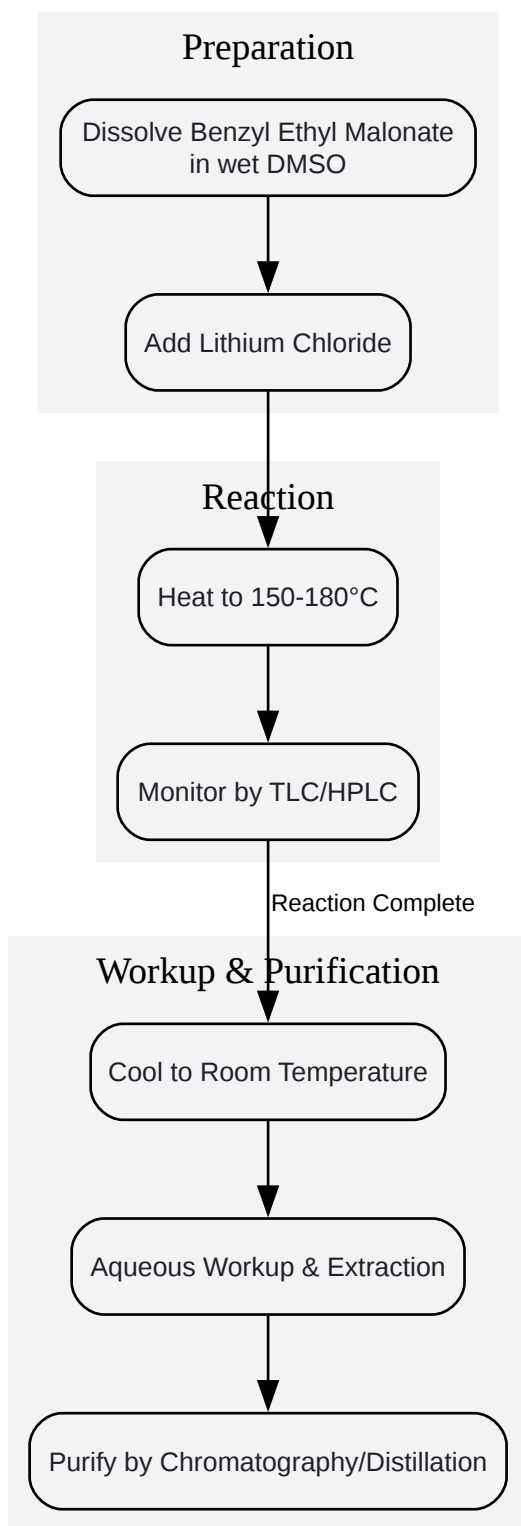 Preparation
Dissolve Benzyl Ethyl Malonate
in wet DMSO
Add Lithium Chloride
Reaction
Heat to 150-180°C
Monitor by TLC/HPLC
Reaction Complete
Workup & Purification
Cool to Room Temperature
Aqueous Workup & Extraction
Purify by Chromatography/Distillation